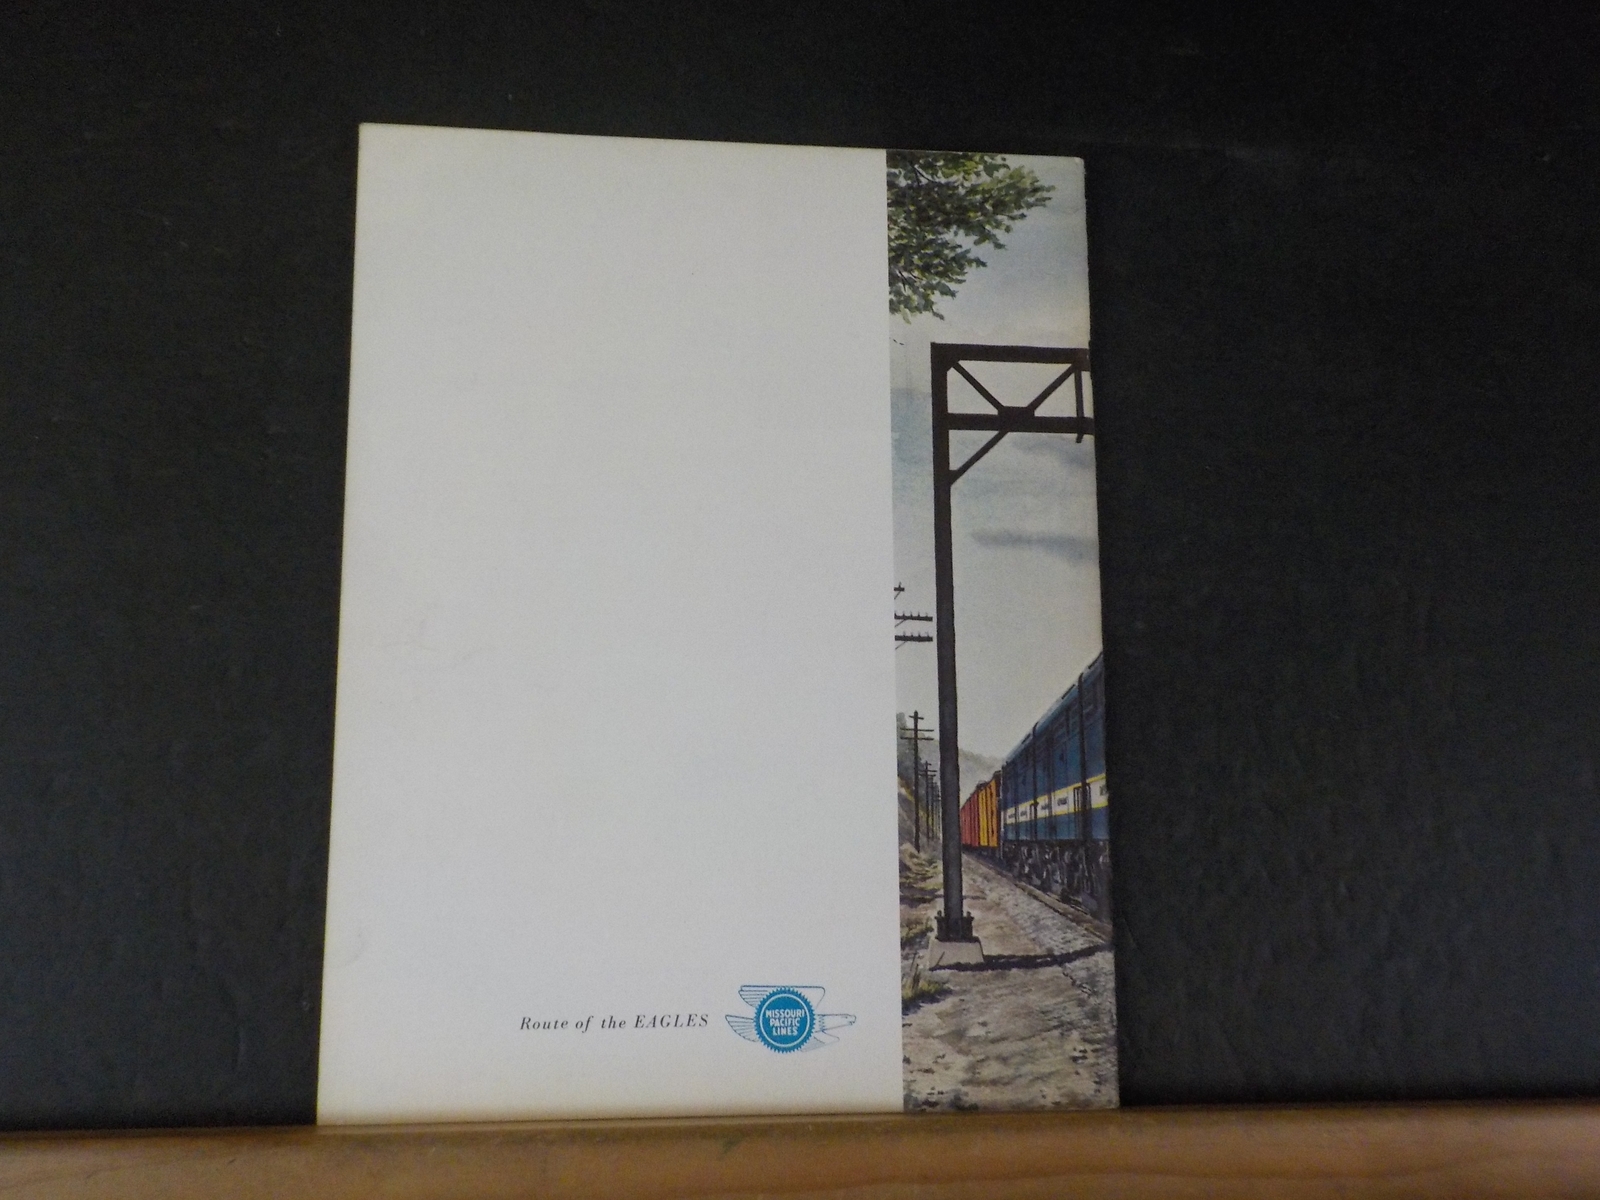 Route of the EAGLES
MISSOURI
PACIFIC
LINES